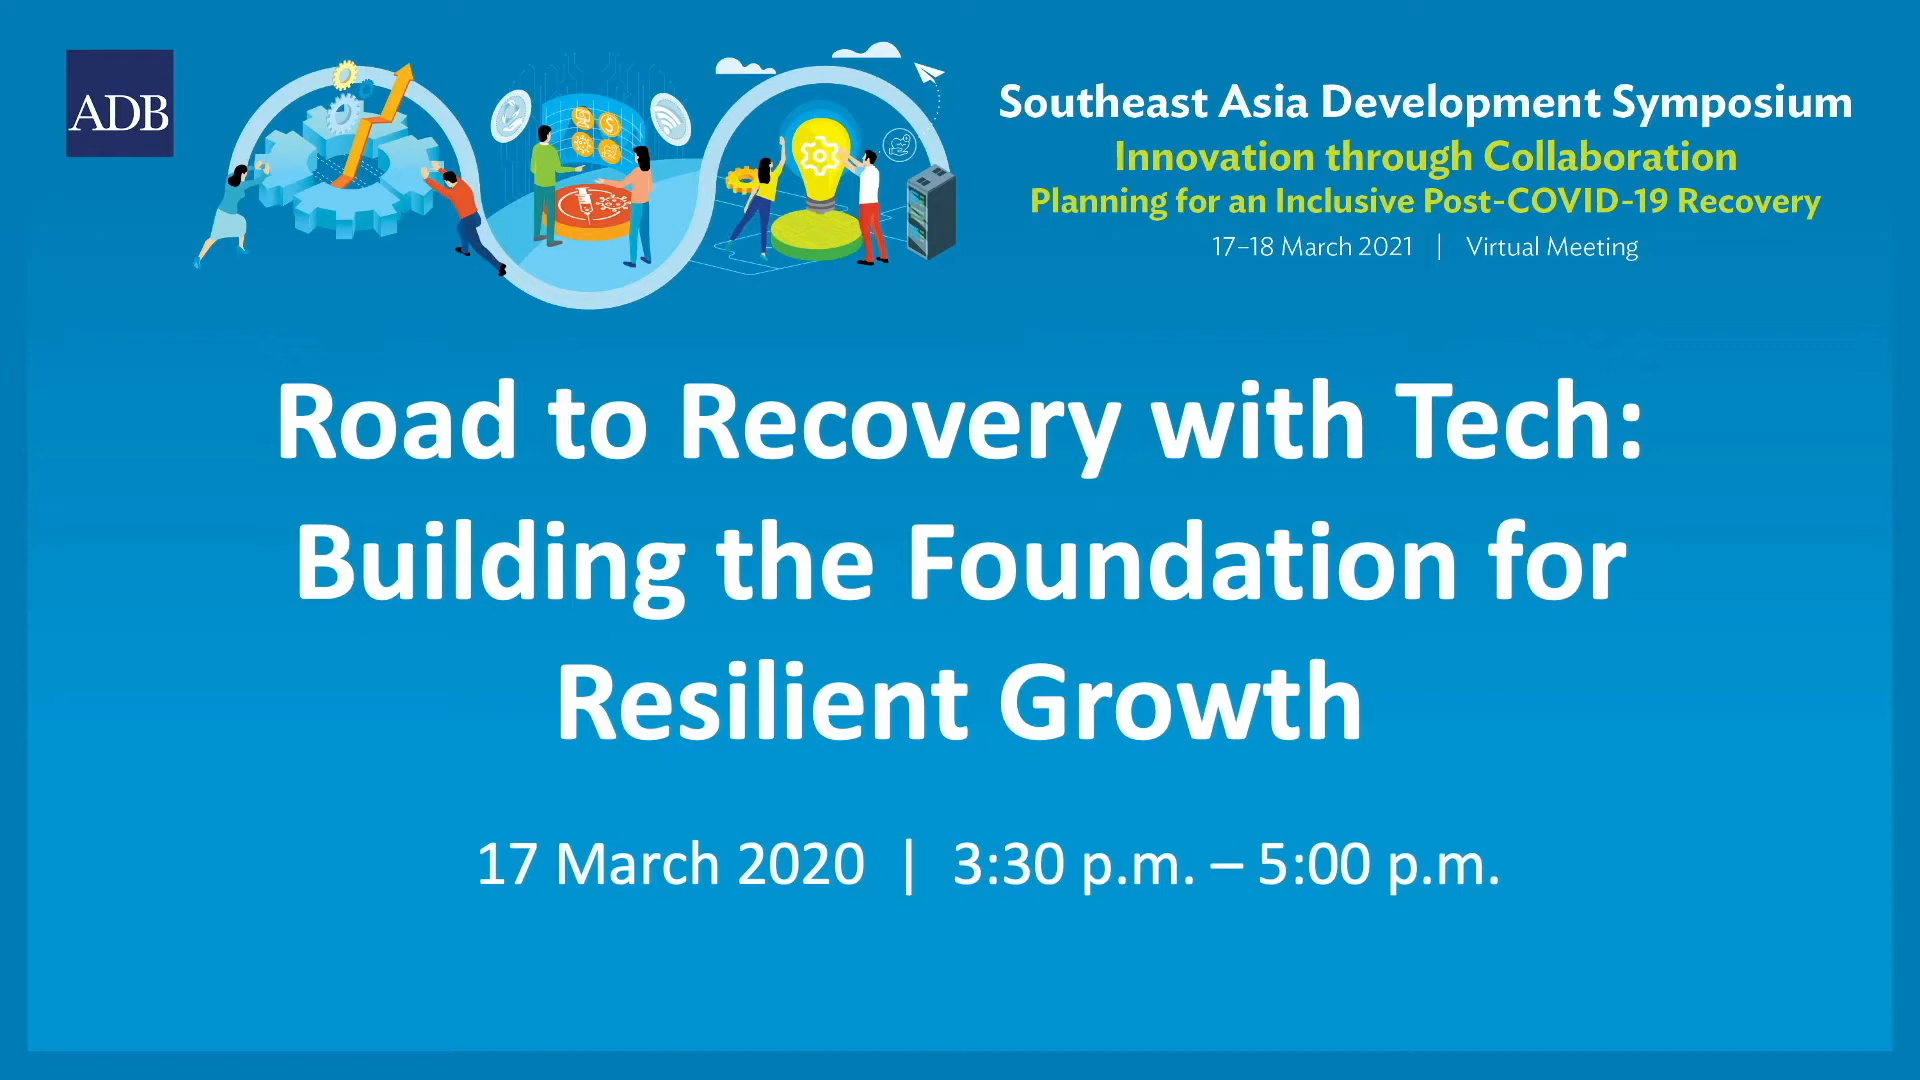 ADB
Southeast Asia Development Symposium
Innovation through Collaboration
Planning for an Inclusive Post-COVID-19 Recovery
17–18 March 2021 | Virtual Meeting
Road to Recovery with Tech:
Building the Foundation for
Resilient Growth
17 March 2020 | 3:30 p.m. – 5:00 p.m.